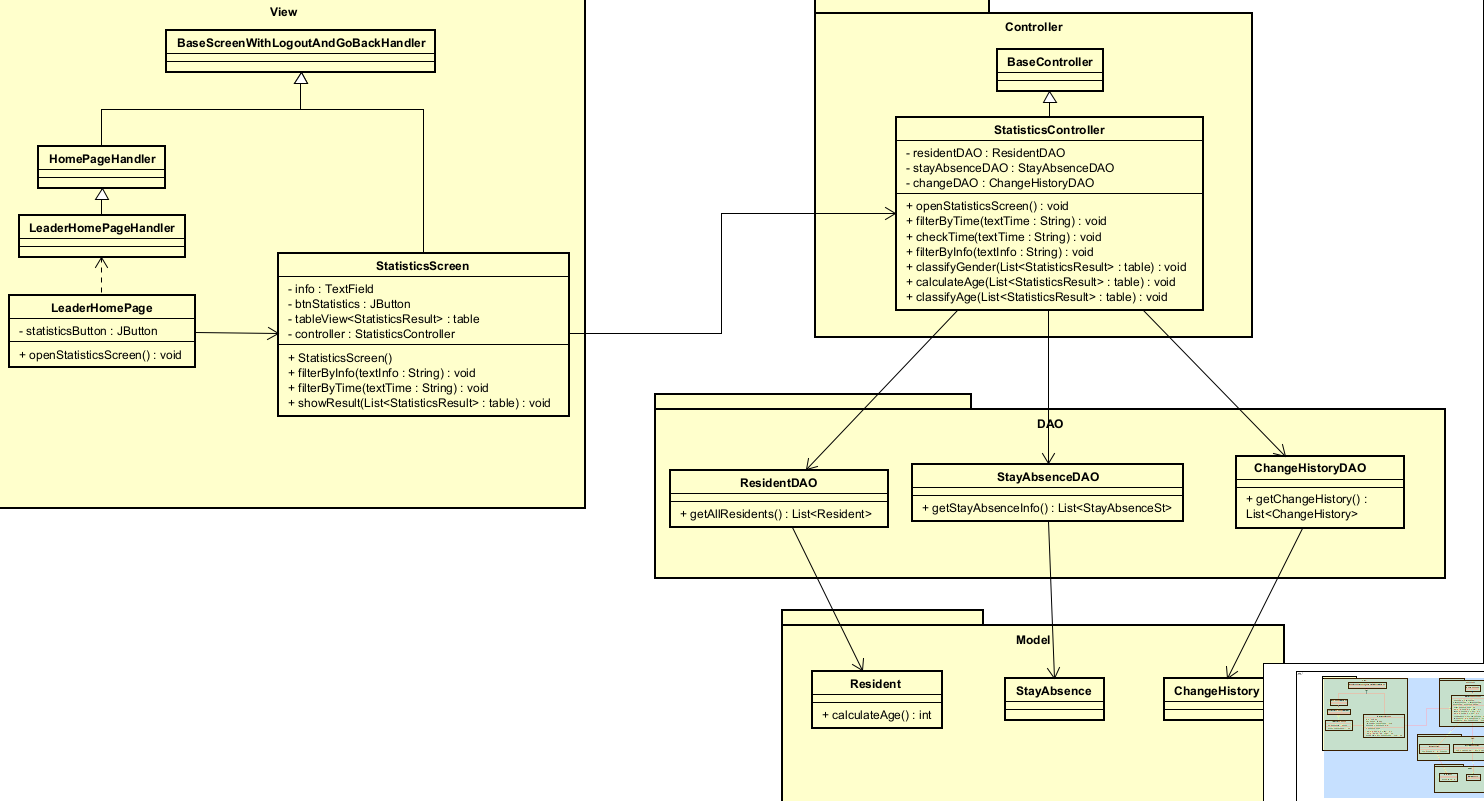 View
BaseScreenWithLogoutAndGoBackHandler
HomePageHandler
LeaderHomePageHandler
LeaderHomePage
- statisticsButton : JButton
+ openStatisticsScreen() : void
StatisticsScreen
- info : TextField
- btnStatistics : JButton
- tableView<StatisticsResult> : table
- controller : StatisticsController
+ StatisticsScreen()
+ filterByInfo(textInfo : String) : void
+ filterByTime(textTime : String) : void
+ showResult(List<StatisticsResult> : table) : void
Controller
BaseController
StatisticsController
- residentDAO : ResidentDAO
- stayAbsenceDAO : StayAbsenceDAO
- changeDAO : ChangeHistoryDAO
+ openStatisticsScreen() : void
+ filterByTime(textTime : String) : void
+ checkTime(textTime : String) : void
+ filterByInfo(textInfo : String) : void
+ classifyGender(List<StatisticsResult> : table) : void
+ calculateAge(List<StatisticsResult> : table) : void
+ classifyAge(List<StatisticsResult> : table) : void
DAO
ResidentDAO
+ getAllResidents() : List<Resident>
StayAbsenceDAO
+ getStayAbsenceInfo() : List<StayAbsenceSt>
ChangeHistoryDAO
+ getChangeHistory() :
List<ChangeHistory>
Model
Resident
+ calculateAge() : int
StayAbsence
ChangeHistory